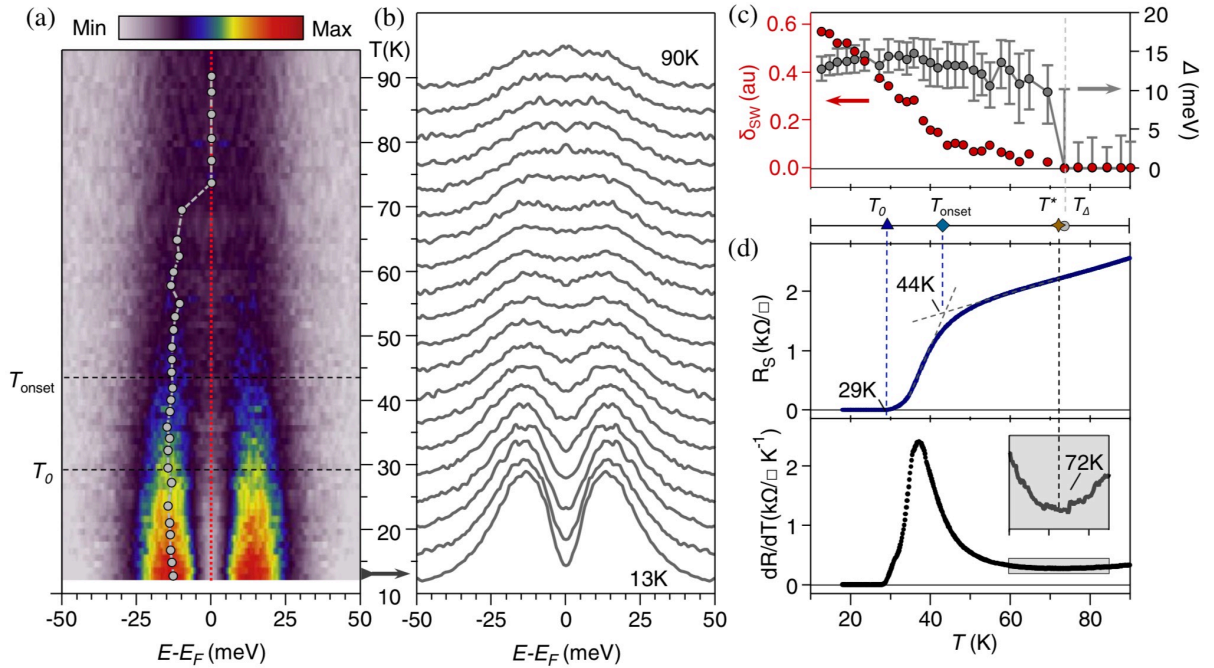 (a)
Min
Max
T(K)
90
80
70
60
50
40
30
20
10
T_onset
T_0
-50
-25
0
25
50
E-E_F (meV)
(b)
90K
13K
-50
-25
0
25
50
E-E_F (meV)
(c)
0.6
0.4
0.2
0.0
δ_SW (au)
20
15
10
5
0
Δ (meV)
T_0
T_onset
T*
T_Δ
(d)
44K
29K
2
1
0
R_S (kΩ/□)
72K
2
1
0
dR/dT(kΩ/□ K⁻¹)
20
40
60
80
T (K)